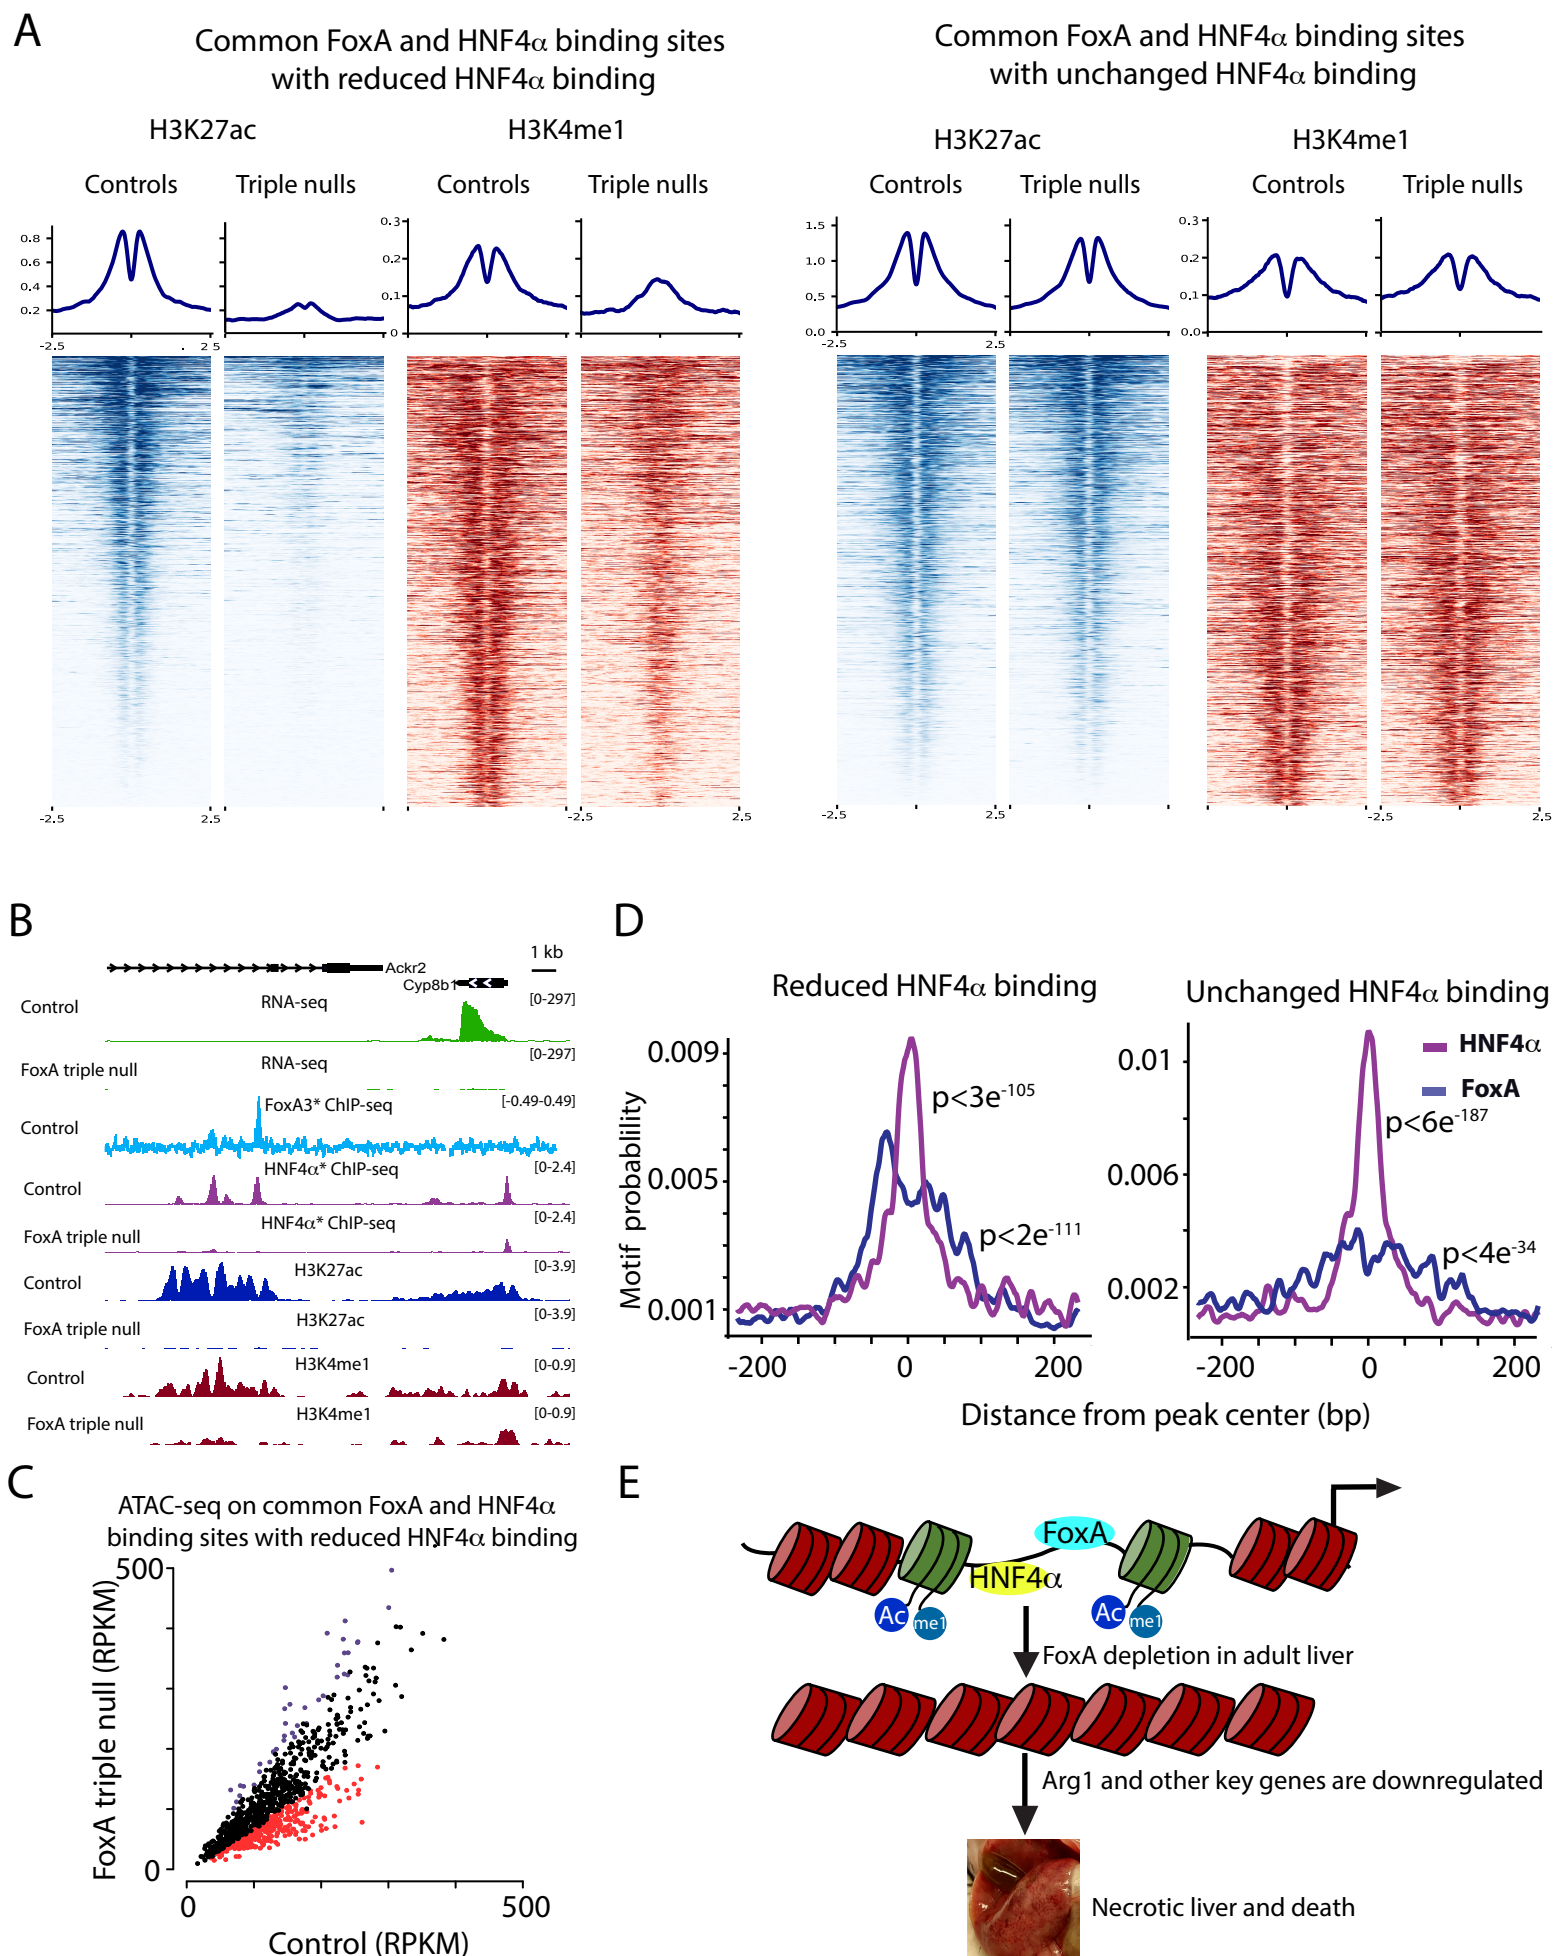 A
Common FoxA and HNF4α binding sites
with reduced HNF4α binding
Common FoxA and HNF4α binding sites
with unchanged HNF4α binding
H3K27ac
H3K4me1
H3K27ac
H3K4me1
Controls
Triple nulls
Controls
Triple nulls
Controls
Triple nulls
Controls
Triple nulls
0.8
0.6
0.4
0.2
0.3
0.2
0.1
0
1.5
1.0
0.5
0.0
0.3
0.2
0.1
0.0
-2.5
2 5
-2.5
2.5
-2.5
2.5
-2.5
2.5
-2.5
2.5
-2.5
2.5
B
1 kb
Ackr2
Cyp8b1
Control
RNA-seq
[0-297]
FoxA triple null
RNA-seq
[0-297]
Control
FoxA3* ChIP-seq
[-0.49-0.49]
Control
HNF4α* ChIP-seq
[0-2.4]
FoxA triple null
HNF4α* ChIP-seq
[0-2.4]
Control
H3K27ac
[0-3.9]
FoxA triple null
H3K27ac
[0-3.9]
Control
H3K4me1
[0-0.9]
FoxA triple null
H3K4me1
[0-0.9]
D
Reduced HNF4α binding
Unchanged HNF4α binding
Motif probablility
0.009
0.005
0.001
p<3e-105
p<2e-111
-200
0
200
0.01
0.006
0.002
HNF4α
FoxA
p<6e-187
p<4e-34
-200
0
200
Distance from peak center (bp)
C
ATAC-seq on common FoxA and HNF4α
binding sites with reduced HNF4α binding
FoxA triple null (RPKM)
500
0
0
500
Control (RPKM)
E
FoxA
HNF4α
Ac
me1
Ac
me1
FoxA depletion in adult liver
Arg1 and other key genes are downregulated
Necrotic liver and death